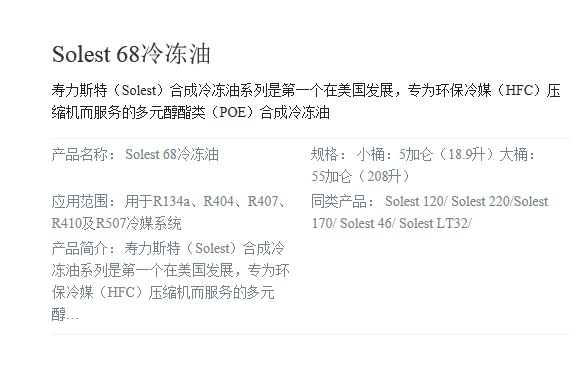 Solest 68冷冻油
寿力斯特（Solest）合成冷冻油系列是第一个在美国发展，专为环保冷媒（HFC）压
缩机而服务的多元醇酯类（POE）合成冷冻油
产品名称： Solest 68冷冻油
规格： 小桶：5加仑（18.9升）大桶：
55加仑（208升）
应用范围： 用于R134a、R404、R407、
R410及R507冷媒系统
同类产品： Solest 120/ Solest 220/Solest
170/ Solest 46/ Solest LT32/
产品简介： 寿力斯特（Solest）合成冷
冻油系列是第一个在美国发展，专为环
保冷媒（HFC）压缩机而服务的多元
醇…